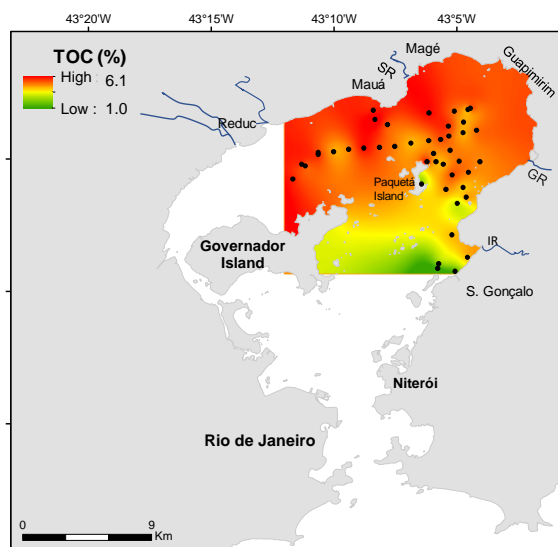 43°20'W 43°15'W 43°10'W 43°5'W
TOC (%)
High : 6.1
Low : 1.0
Magé
SR
Mauá
Guapimirim
Reduc
GR
Paquetá
Island
Governador
Island
IR
S. Gonçalo
Niterói
Rio de Janeiro
0 9
Km